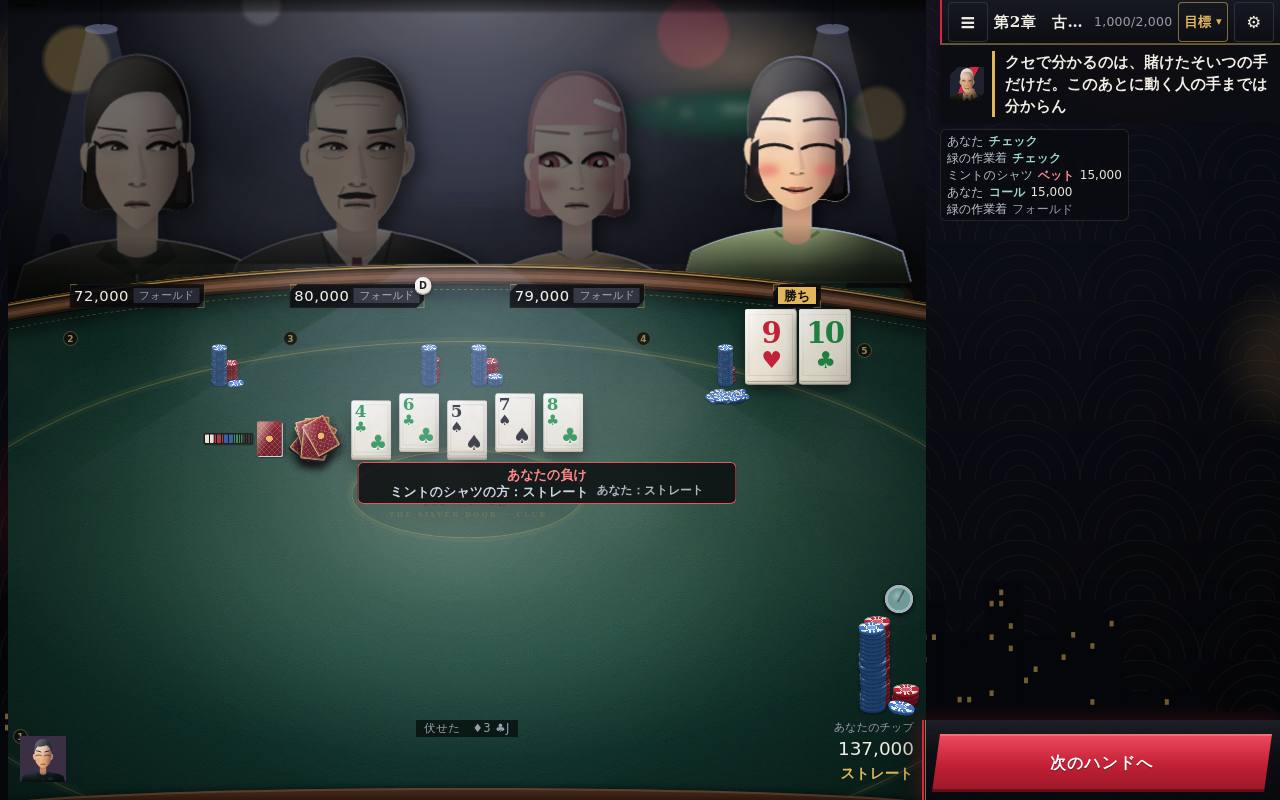 第2章　古… 1,000/2,000 目標 ▾
クセで分かるのは、賭けたそいつの手
だけだ。このあとに動く人の手までは
分からん
あなた チェック
緑の作業着 チェック
ミントのシャツ ベット 15,000
あなた コール 15,000
緑の作業着 フォールド
72,000 フォールド
80,000 フォールド
D
79,000 フォールド
勝ち
2
3
4
5
9 10
4 6 5 7 8
あなたの負け
ミントのシャツの方：ストレート あなた：ストレート
THE SILVER DOOR CLUB
伏せた ♦3 ♣J
あなたのチップ
137,000
ストレート
1
次のハンドへ